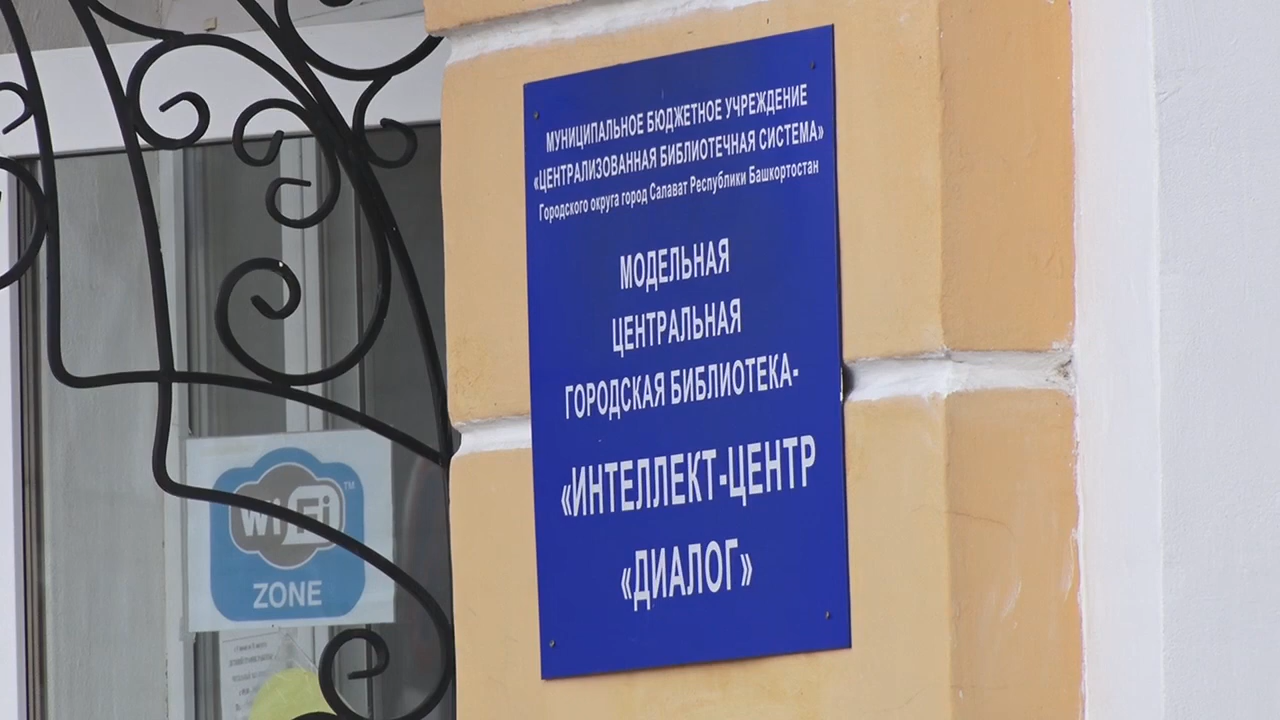 МУНИЦИПАЛЬНОЕ БЮДЖЕТНОЕ УЧРЕЖДЕНИЕ
«ЦЕНТРАЛИЗОВАННАЯ БИБЛИОТЕЧНАЯ СИСТЕМА»
Городского округа город Салават Республики Башкортостан
МОДЕЛЬНАЯ
ЦЕНТРАЛЬНАЯ
ГОРОДСКАЯ БИБЛИОТЕКА-
«ИНТЕЛЛЕКТ-ЦЕНТР
«ДИАЛОГ»
Wi Fi TM
ZONE